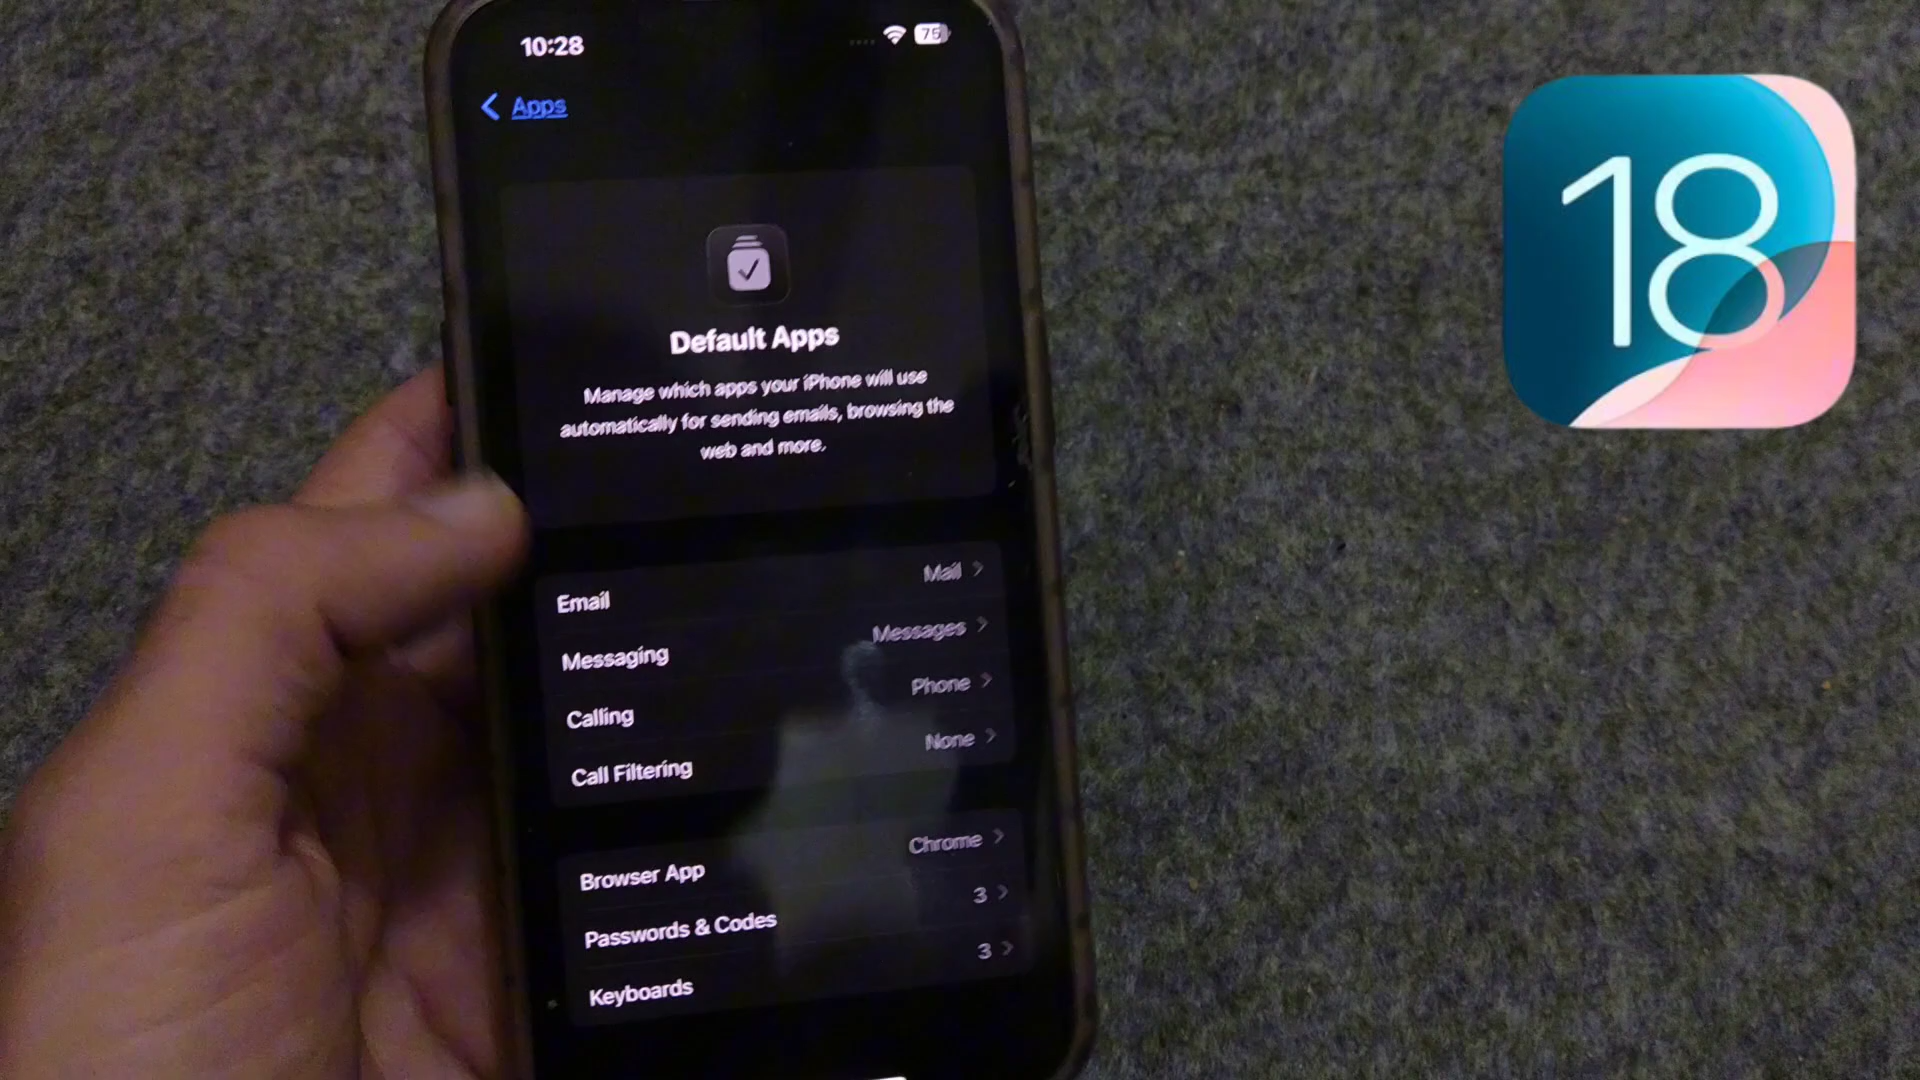 10:28
75
Apps
Default Apps
Manage which apps your iPhone will use
automatically for sending emails, browsing the
web and more.
Email Mail
Messaging Messages
Calling Phone
Call Filtering None
Browser App Chrome
Passwords & Codes 3
Keyboards 3
18